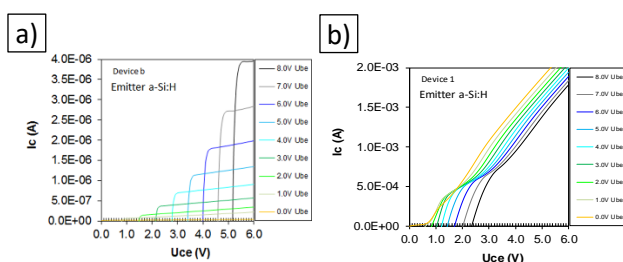 a)
4.0E-06
3.5E-06
3.0E-06
2.5E-06
2.0E-06
1.5E-06
1.0E-06
5.0E-07
0.0E+00
Ic (A)
Device b
Emitter a-Si:H
0.0
1.0
2.0
3.0
4.0
5.0
6.0
Uce (V)
8.0V Ube
7.0V Ube
6.0V Ube
5.0V Ube
4.0V Ube
3.0V Ube
2.0V Ube
1.0V Ube
0.0V Ube
b)
2.0E-03
1.5E-03
1.0E-03
5.0E-04
0.0E+00
Ic (A)
Device 1
Emitter a-Si:H
0.0
1.0
2.0
3.0
4.0
5.0
6.0
Uce (V)
8.0V Ube
7.0V Ube
6.0V Ube
5.0V Ube
4.0V Ube
3.0V Ube
2.0V Ube
1.0V Ube
0.0V Ube